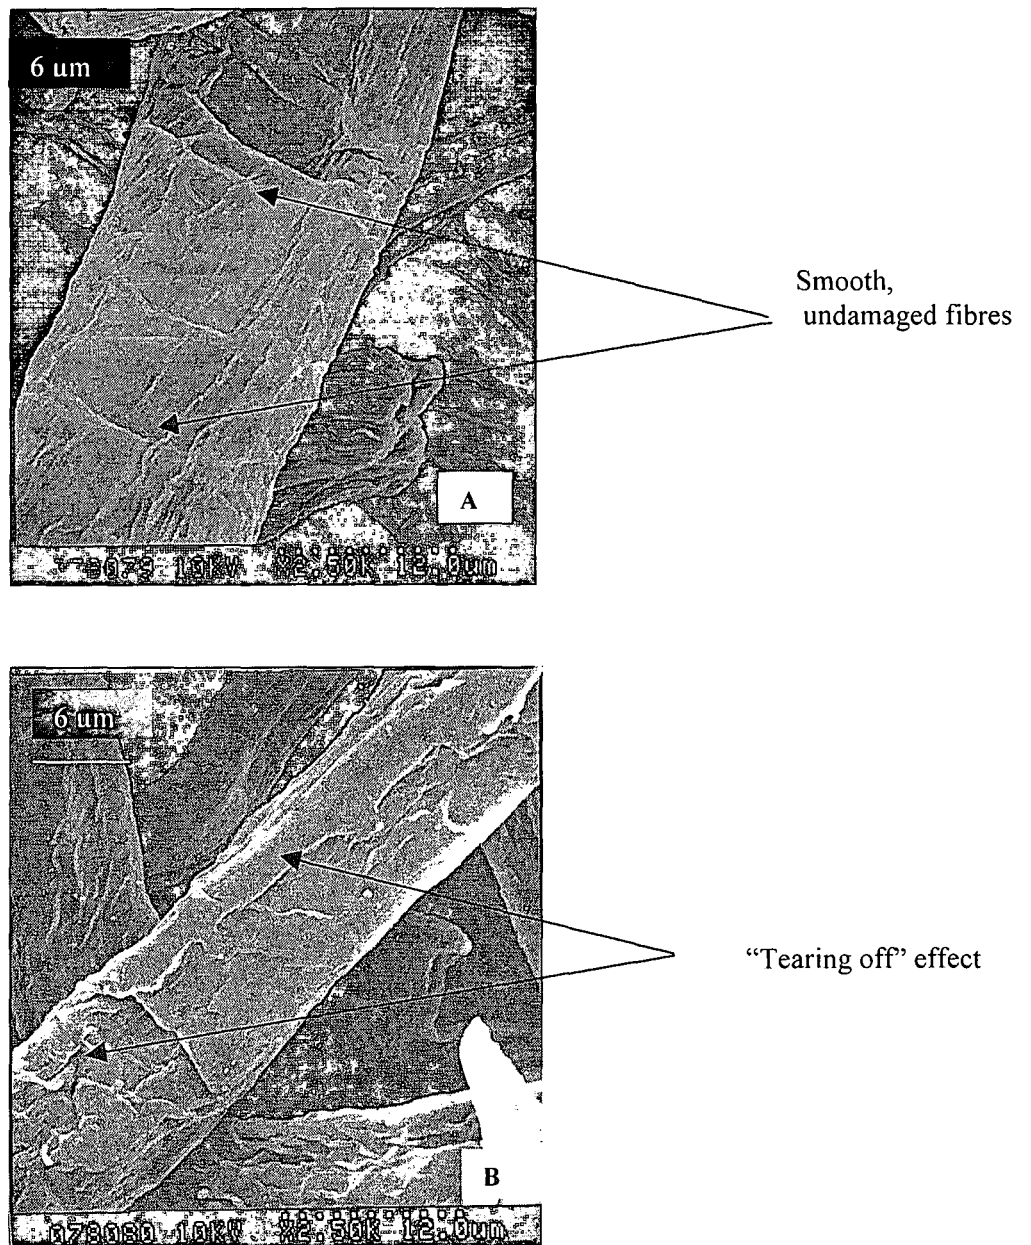 6 um
Smooth,
undamaged fibres
A
10KV X2.50K 12.0um
6 um
“Tearing off” effect
B
078080 10KV X2.50K 12.0um